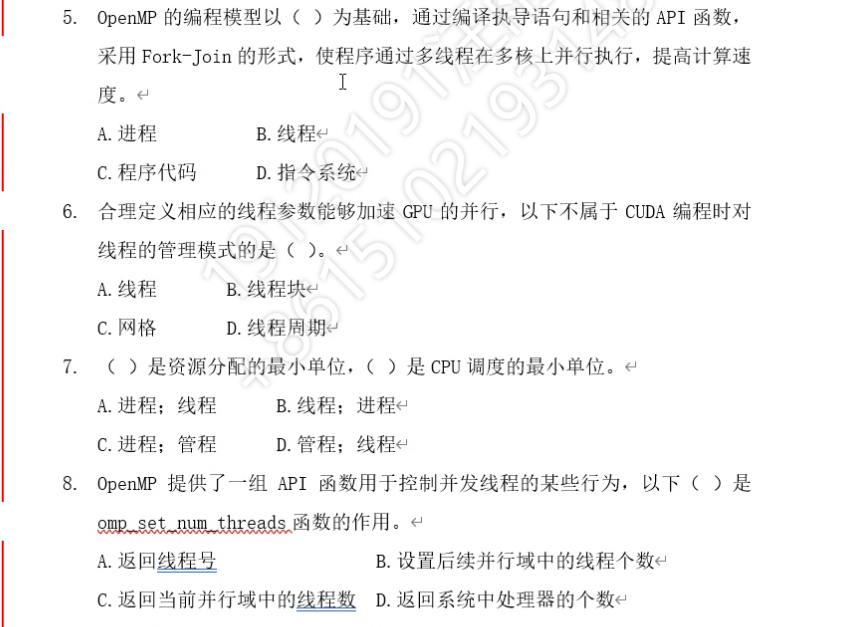 5. OpenMP 的编程模型以（ ）为基础，通过编译执导语句和相关的 API 函数，
采用 Fork-Join 的形式，使程序通过多线程在多核上并行执行，提高计算速
度。
A. 进程 B. 线程
C. 程序代码 D. 指令系统
6. 合理定义相应的线程参数能够加速 GPU 的并行，以下不属于 CUDA 编程时对
线程的管理模式的是（ ）。
A. 线程 B. 线程块
C. 网格 D. 线程周期
7. （ ）是资源分配的最小单位，（ ）是 CPU 调度的最小单位。
A. 进程；线程 B. 线程；进程
C. 进程；管程 D. 管程；线程
8. OpenMP 提供了一组 API 函数用于控制并发线程的某些行为，以下（ ）是
omp_set_num_threads 函数的作用。
A. 返回线程号 B. 设置后续并行域中的线程个数
C. 返回当前并行域中的线程数 D. 返回系统中处理器的个数